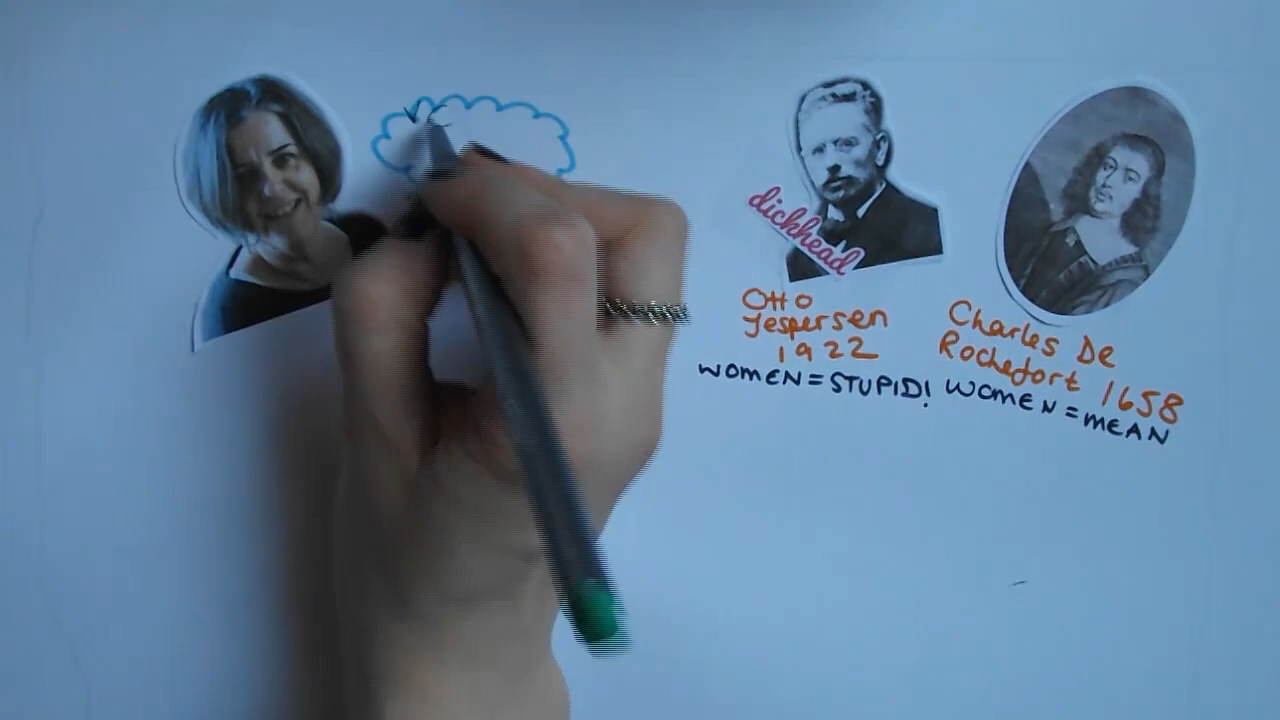 dickhead
Otto
Jespersen
1922
WOMEN=STUPID!
Charles De
Rochefort 1658
WOMEN=MEAN